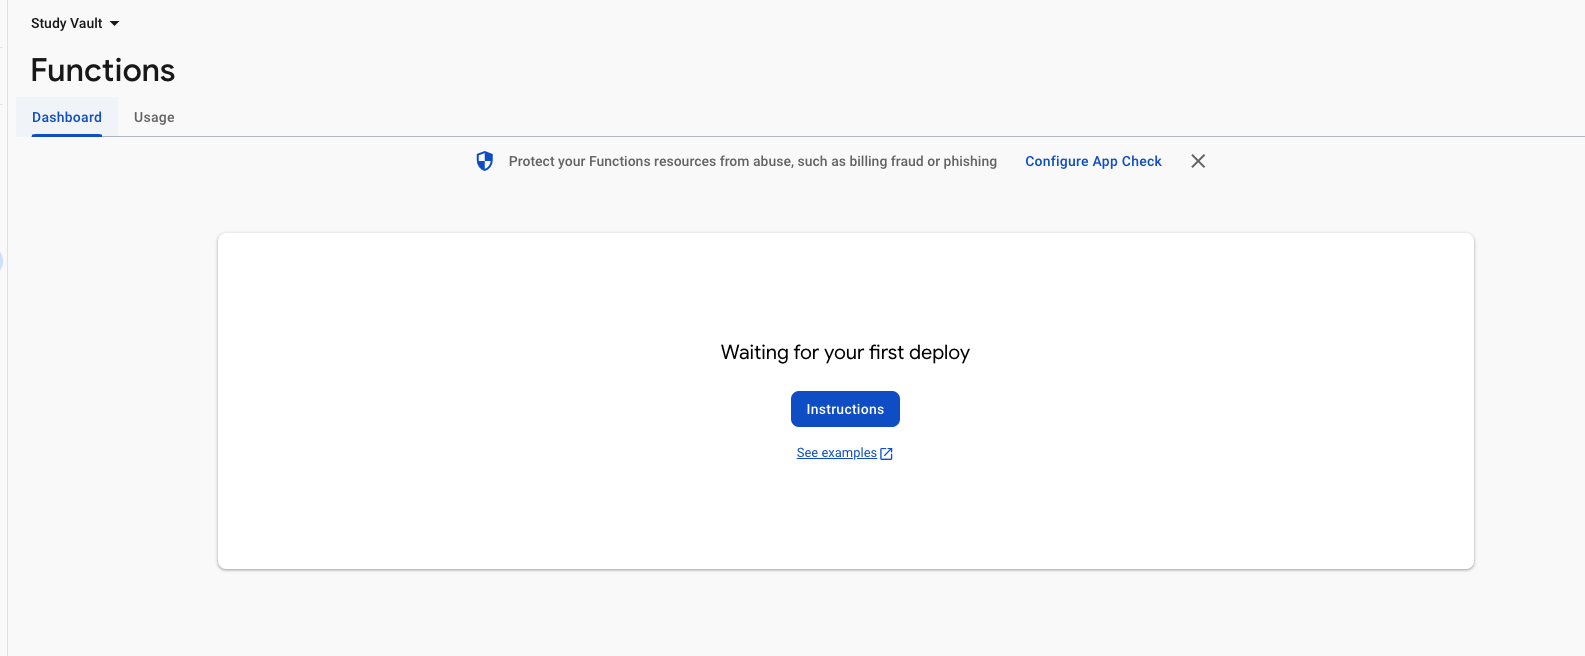 Study Vault
Functions
Dashboard Usage
Protect your Functions resources from abuse, such as billing fraud or phishing Configure App Check
Waiting for your first deploy
Instructions
See examples